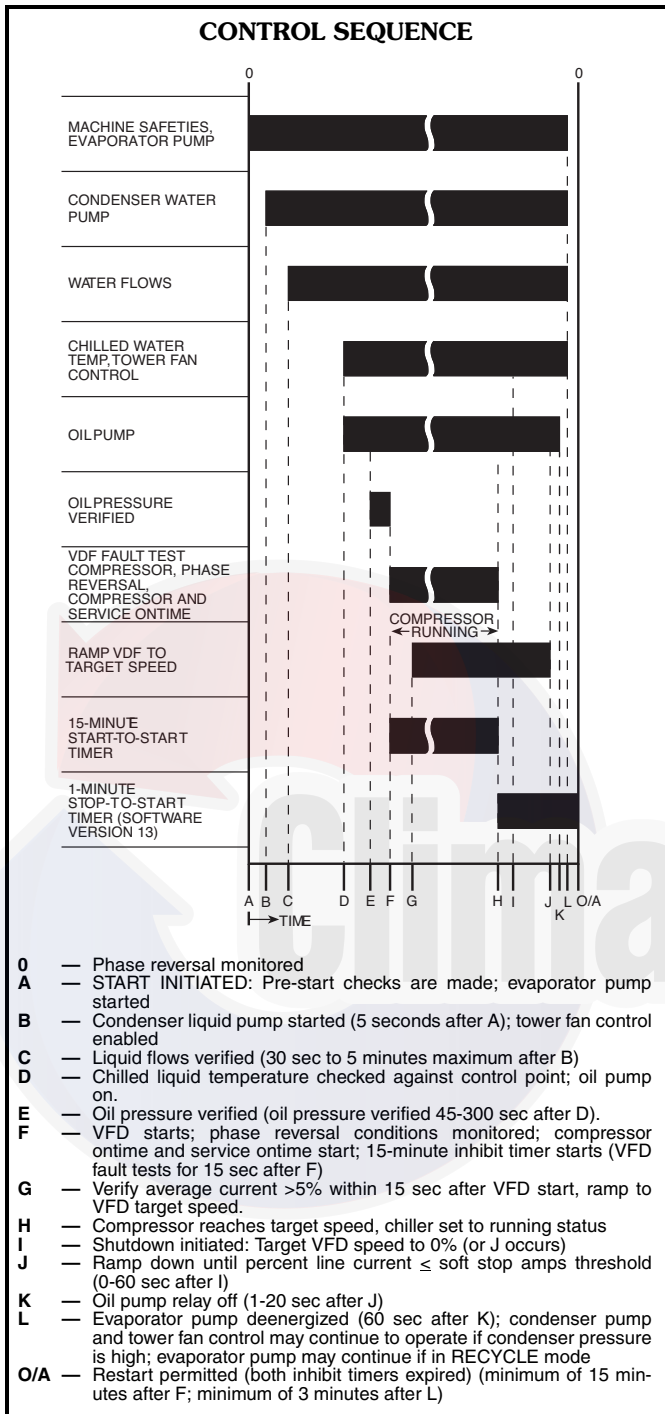 CONTROL SEQUENCE
0 0
MACHINE SAFETIES,
EVAPORATOR PUMP
CONDENSER WATER
PUMP
WATER FLOWS
CHILLED WATER
TEMP,TOWER FAN
CONTROL
OIL PUMP
OIL PRESSURE
VERIFIED
VDF FAULT TEST
COMPRESSOR, PHASE
REVERSAL,
COMPRESSOR AND
SERVICE ONTIME
COMPRESSOR
RUNNING
RAMP VDF TO
TARGET SPEED
15-MINUTE
START-TO-START
TIMER
1-MINUTE
STOP-TO-START
TIMER (SOFTWARE
VERSION 13)
A B C D E F G H I J L O/A
K
TIME
0 — Phase reversal monitored
A — START INITIATED: Pre-start checks are made; evaporator pump
started
B — Condenser liquid pump started (5 seconds after A); tower fan control
enabled
C — Liquid flows verified (30 sec to 5 minutes maximum after B)
D — Chilled liquid temperature checked against control point; oil pump
on.
E — Oil pressure verified (oil pressure verified 45-300 sec after D).
F — VFD starts; phase reversal conditions monitored; compressor
ontime and service ontime start; 15-minute inhibit timer starts (VFD
fault tests for 15 sec after F)
G — Verify average current >5% within 15 sec after VFD start, ramp to
VFD target speed.
H — Compressor reaches target speed, chiller set to running status
I — Shutdown initiated: Target VFD speed to 0% (or J occurs)
J — Ramp down until percent line current ≤ soft stop amps threshold
(0-60 sec after I)
K — Oil pump relay off (1-20 sec after J)
L — Evaporator pump deenergized (60 sec after K); condenser pump
and tower fan control may continue to operate if condenser pressure
is high; evaporator pump may continue if in RECYCLE mode
O/A — Restart permitted (both inhibit timers expired) (minimum of 15 min-
utes after F; minimum of 3 minutes after L)
Clima